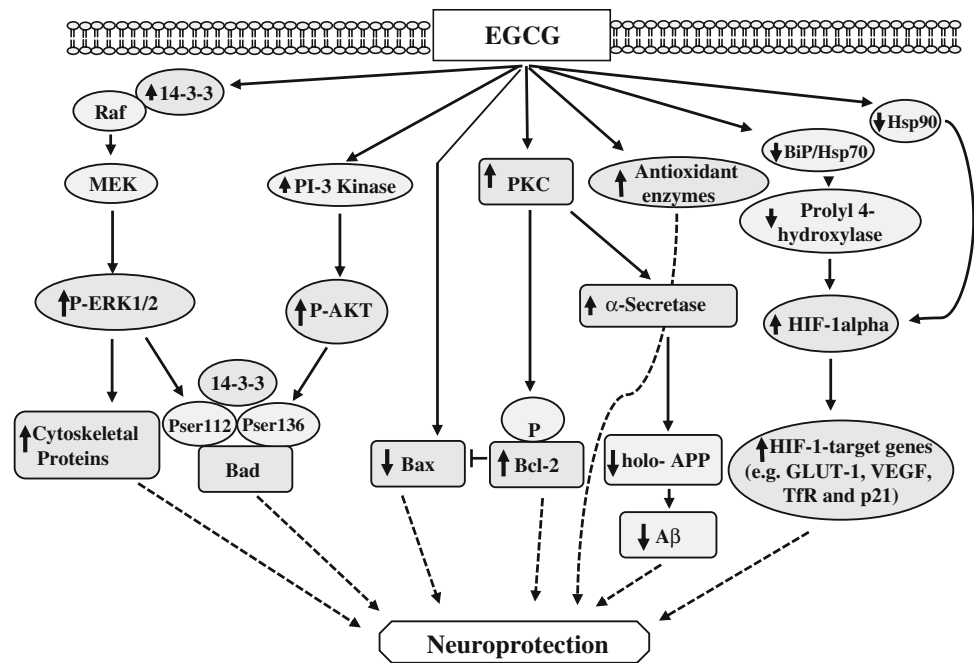 EGCG
14-3-3
Raf
Hsp90
BiP/Hsp70
MEK
PI-3 Kinase
PKC
Antioxidant
enzymes
Prolyl 4-
hydroxylase
P-ERK1/2
P-AKT
α-Secretase
HIF-1alpha
14-3-3
Pser112
Pser136
Bad
Cytoskeletal
Proteins
Bax
P
Bcl-2
holo- APP
Aβ
HIF-1-target genes
(e.g. GLUT-1, VEGF,
TfR and p21)
Neuroprotection